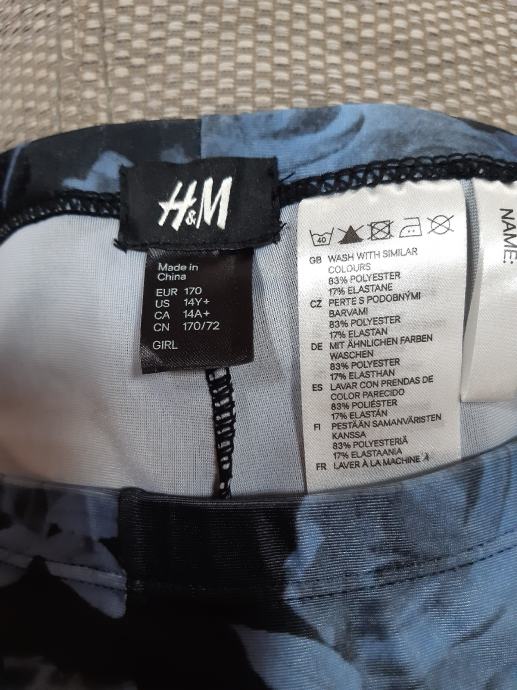 H&M
Made in
China
EUR 170
US 14Y+
CA 14A+
CN 170/72
GIRL
40
GB WASH WITH SIMILAR
COLOURS
83% POLYESTER
17% ELASTANE
CZ PERTE S PODOBNÝMI
BARVAMI
83% POLYESTER
17% ELASTAN
DE MIT ÄHNLICHEN FARBEN
WASCHEN
83% POLYESTER
17% ELASTHAN
ES LAVAR CON PRENDAS DE
COLOR PARECIDO
83% POLIÉSTER
17% ELASTÁN
FI PESTÄÄN SAMANVÄRISTEN
KANSSA
83% POLYESTERIÄ
17% ELASTAANIA
FR LAVER À LA MACHINE À
NAME: